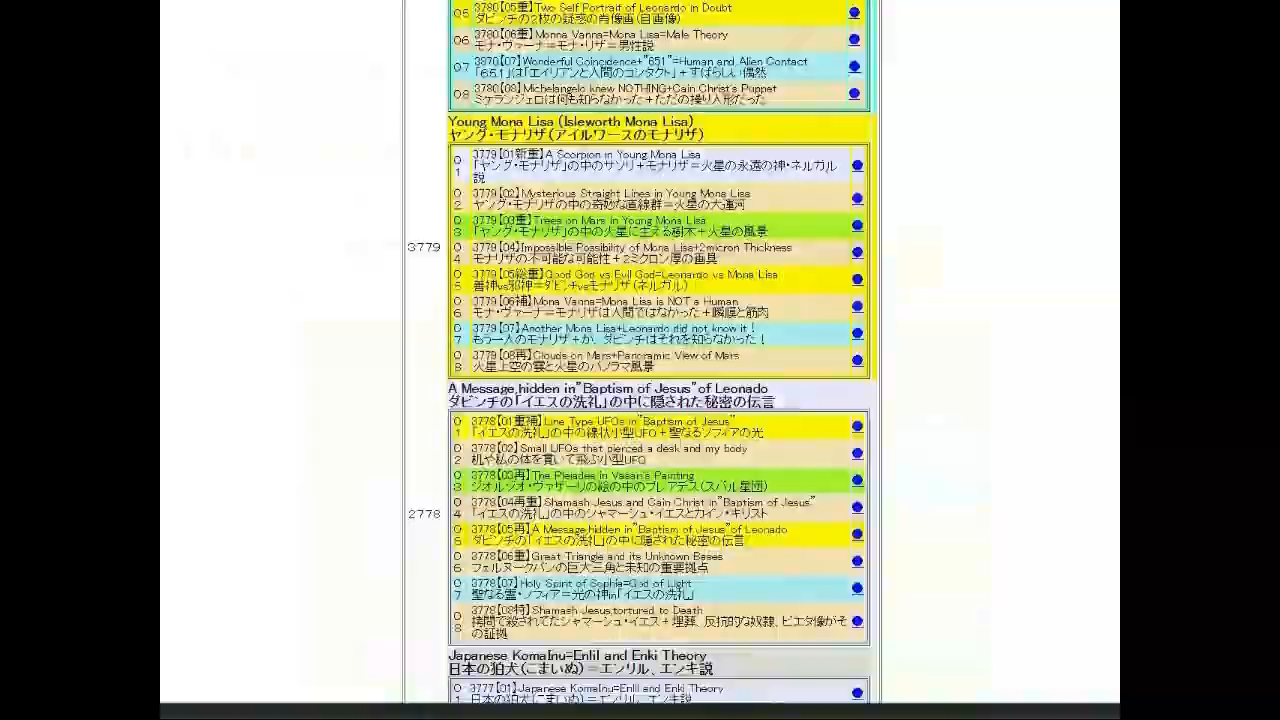 05 3780【05重】Two Self Portrait of Leonardo in Doubt
ダビンチの2枚の疑惑の肖像画(自画像)
06 3780【06重】Monna Vanna=Mona Lisa=Male Theory
モナ・ヴァーナ=モナ・リザ=男性説
07 3870【07】Wonderful Coincidence+"651"=Human and Alien Contact
「6.5.1」は「エイリアンと人間のコンタクト」+すばらしい偶然
08 3780【08】Michelangelo knew NOTHING+Cain Christ's Puppet
ミケランジェロは何も知らなかった+ただの操り人形だった
Young Mona Lisa (Isleworth Mona Lisa)
ヤング・モナリザ(アイルワースのモナリザ)
3779
01 3779【01新重】A Scorpion in Young Mona Lisa
「ヤング・モナリザ」の中のサソリ+モナリザ=火星の永遠の神・ネルガル
説
02 3779【02】Mysterious Straight Lines in Young Mona Lisa
ヤング・モナリザの中の奇妙な直線群=火星の大運河
03 3779【03重】Trees on Mars in Young Mona Lisa
「ヤング・モナリザ」の中の火星に生える樹木+火星の風景
04 3779【04】Impossible Possibility of Mona Lisa+2micron Thickness
モナリザの不可能な可能性+2ミクロン厚の画具
05 3779【05総重】Good God vs Evil God=Leonardo vs Mona Lisa
善神vs邪神=ダビンチvsモナリザ(ネルガル)
06 3779【06補】Mona Vanna=Mona Lisa is NOT a Human
モナ・ヴァーナ=モナリザは人間ではなかった+瞬膜と筋肉
07 3779【07】Another Mona Lisa+Leonardo did not know it!
もう一人のモナリザ+が、ダビンチはそれを知らなかった!
08 3779【08再】Clouds on Mars+Panoramic View of Mars
火星上空の雲と火星のパノラマ風景
A Message hidden in"Baptism of Jesus"of Leonado
ダビンチの「イエスの洗礼」の中に隠された秘密の伝言
2778
01 3778【01重補】Line Type UFOs in"Baptism of Jesus"
「イエスの洗礼」の中の線状小型UFO+聖なるソフィアの光
02 3778【02】Small UFOs that pierced a desk and my body
机や私の体を貫いて飛ぶ小型UFO
03 3778【03再】The Pleiades in Vasari's Painting
ジオルジオ・ヴァザーリの絵の中のプレアデス(スバル星団)
04 3778【04再重】Shamash Jesus and Cain Christ in"Baptism of Jesus"
「イエスの洗礼」の中のシャマーシュ・イエスとカイン・キリスト
05 3778【05再】A Message hidden in"Baptism of Jesus"of Leonado
ダビンチの「イエスの洗礼」の中に隠された秘密の伝言
06 3778【06重】Great Triangle and its Unknown Bases
フェルヌークバンの巨大三角と未知の重要拠点
07 3778【07】Holy Spirit of Sophia=God of Light
聖なる霊・ソフィア=光の神in「イエスの洗礼」
08 3778【08特】Shamash Jesus,tortured to Death
拷問で殺されてたシャマーシュ・イエス+埋葬、反抗的な奴隷、ピエタ像がそ
の証拠
Japanese KomaInu=Enlil and Enki Theory
日本の狛犬(こまいぬ)=エンリル、エンキ説
01 3777【01】Japanese KomaInu=Enlil and Enki Theory
日本の狛犬(こまいぬ)=エンリル、エンキ説